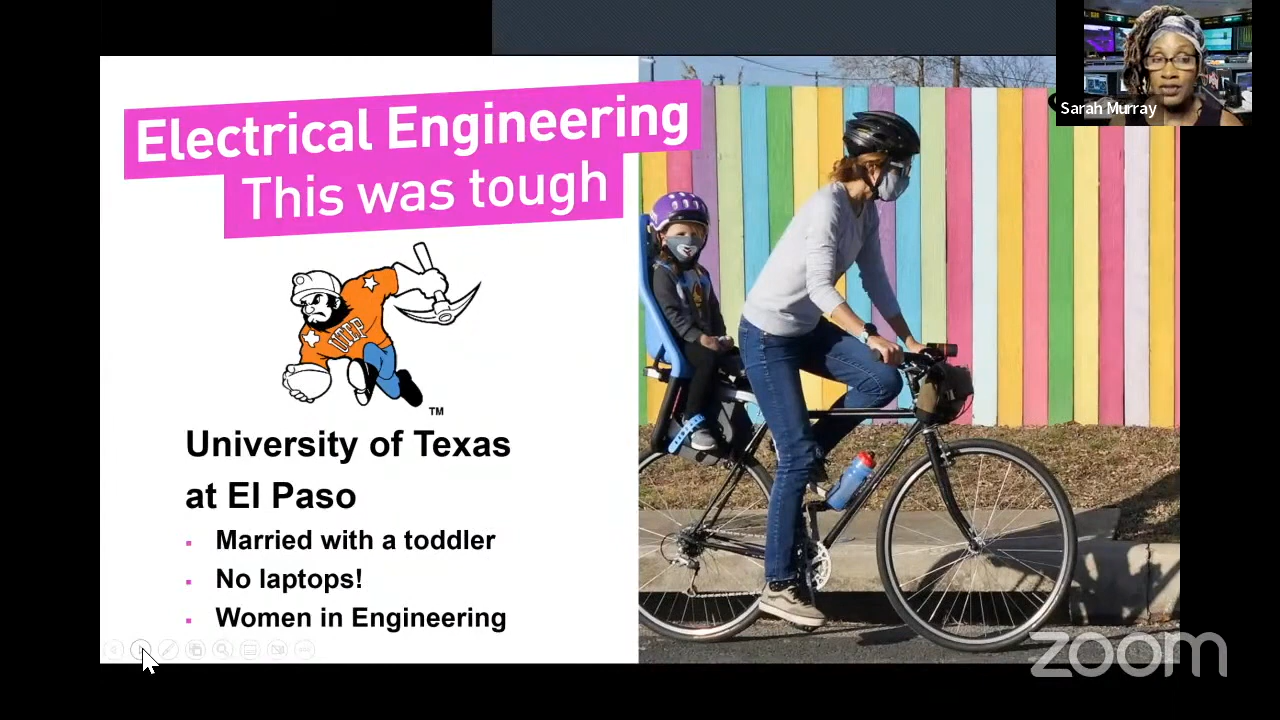 Electrical Engineering
This was tough
Sarah Murray
UTEP
TM
University of Texas
at El Paso
Married with a toddler
No laptops!
Women in Engineering
zoom